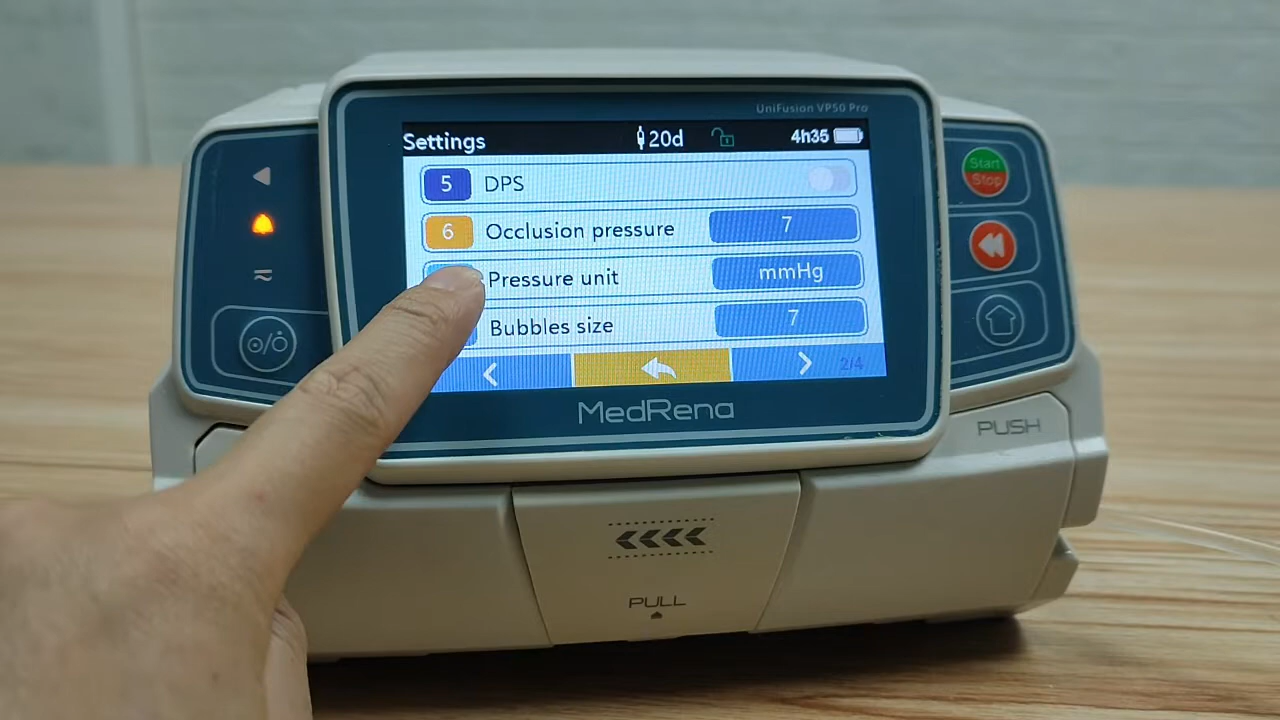 UniFusion VP50 Pro
Settings 20d 4h35
5 DPS
6 Occlusion pressure 7
Pressure unit mmHg
Bubbles size 7
2/4
MedRena
Start
Stop
PUSH
PULL